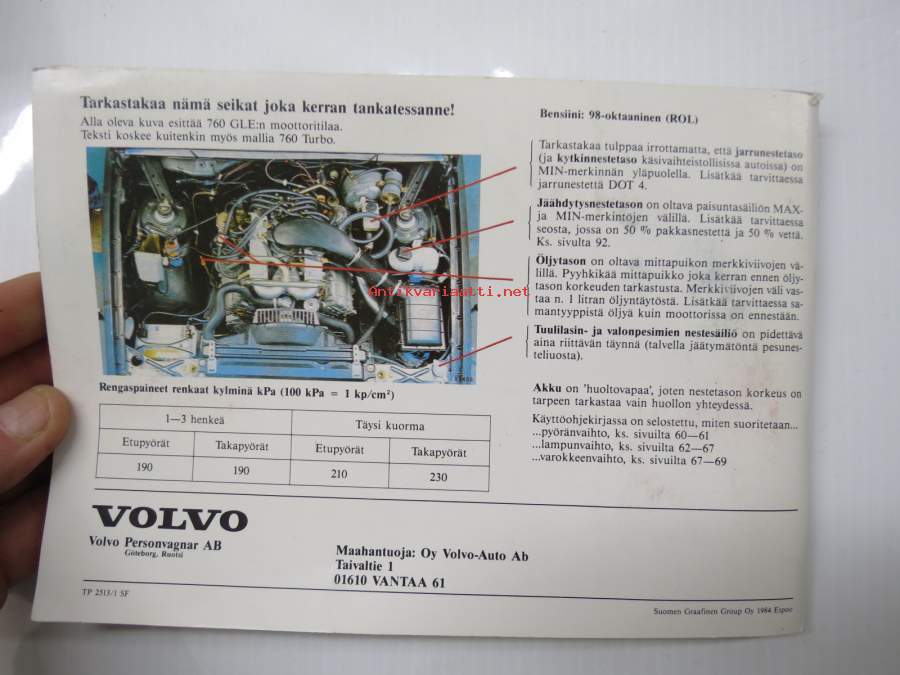 Tarkastakaa nämä seikat joka kerran tankatessanne!
Alla oleva kuva esittää 760 GLE:n moottoritilaa.
Teksti koskee kuitenkin myös mallia 760 Turbo.
Bensiini: 98-oktaaninen (ROL)
Tarkastakaa tulppaa irrottamatta, että jarrunestetaso
(ja kytkinnestetaso käsivaihteistollisissa autoissa) on
MIN-merkinnän yläpuolella. Lisätkää tarvittaessa
jarrunestettä DOT 4.
Jäähdytysnestetason on oltava paisuntasäiliön MAX-
ja MIN-merkintöjen välillä. Lisätkää tarvittaessa
seosta, jossa on 50 % pakkasnestettä ja 50 % vettä.
Ks. sivulta 92.
Öljytason on oltava mittapuikon merkkiviivojen vä-
lillä. Pyyhkikää mittapuikko joka kerran ennen öljy-
tason korkeuden tarkastusta. Merkkiviivojen väli vas-
taa n. 1 litran öljyntäytöstä. Lisätkää tarvittaessa sa-
mantyyppistä öljyä kuin moottorissa on ennestään.
Tuulilasin- ja valonpesimien nestesäiliö on pidettävä
aina riittävän täynnä (talvella jäätymätöntä pesunes-
teliuosta).
Akku on 'huoltovapaa', joten nestetason korkeus on
tarpeen tarkastaa vain huollon yhteydessä.
Käyttöohjekirjassa on selostettu, miten suoritetaan...
...pyöränvaihto, ks. sivuilta 60—61
...lampunvaihto, ks. sivuilta 62—67
...varokkeenvaihto, ks. sivuilta 67—69
Antikvariaatti.net
Rengaspaineet renkaat kylminä kPa (100 kPa = 1 kp/cm²)
1—3 henkeä Täysi kuorma
Etupyörät Takapyörät Etupyörät Takapyörät
190 190 210 230
VOLVO
Volvo Personvagnar AB
Göteborg, Ruotsi
Maahantuoja: Oy Volvo-Auto Ab
Taivaltie 1
01610 VANTAA 61
TP 2513/1 SF
Suomen Graafinen Group Oy 1984 Espoo